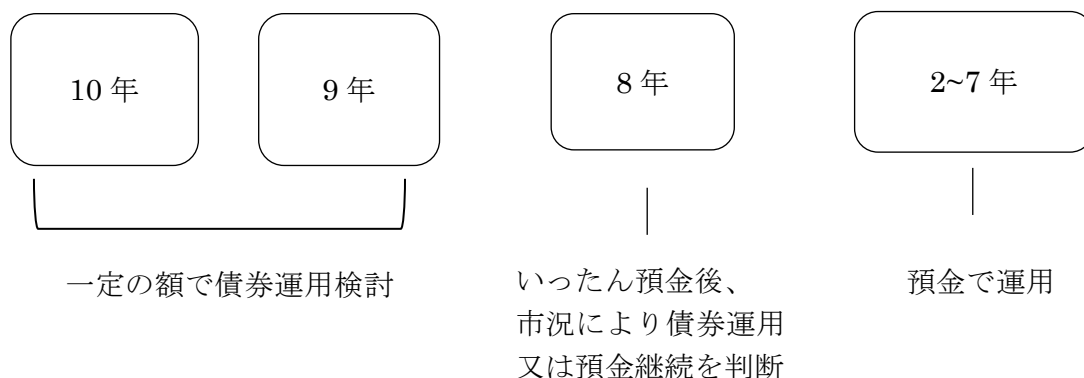 10 年
9 年
8 年
2~7 年
一定の額で債券運用検討
いったん預金後、
市況により債券運用
又は預金継続を判断
預金で運用